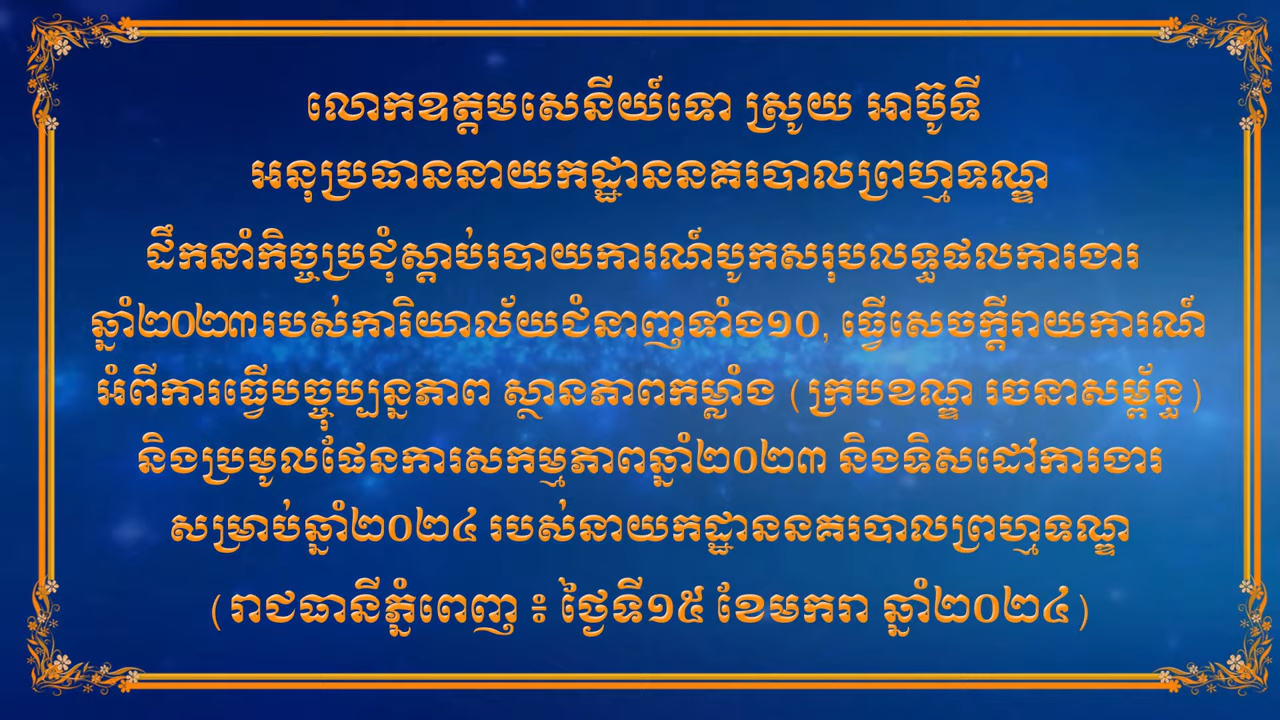 លោកឧត្តមសេនីយ៍ទោ ស្រូយ អាប៊ូទី
អនុប្រធាននាយកដ្ឋាននគរបាលព្រហ្មទណ្ឌ
ដឹកនាំកិច្ចប្រជុំស្តាប់របាយការណ៍បូកសរុបលទ្ធផលការងារ
ឆ្នាំ២០២៣របស់ការិយាល័យជំនាញទាំង១០, ធ្វើសេចក្តីរាយការណ៍
អំពីការធ្វើបច្ចុប្បន្នភាព ស្ថានភាពកម្លាំង (ក្របខណ្ឌ រចនាសម្ព័ន្ធ)
និងប្រមូលផែនការសកម្មភាពឆ្នាំ២០២៣ និងទិសដៅការងារ
សម្រាប់ឆ្នាំ២០២៤ របស់នាយកដ្ឋាននគរបាលព្រហ្មទណ្ឌ
(រាជធានីភ្នំពេញ ៖ ថ្ងៃទី១៥ ខែមករា ឆ្នាំ២០២៤)